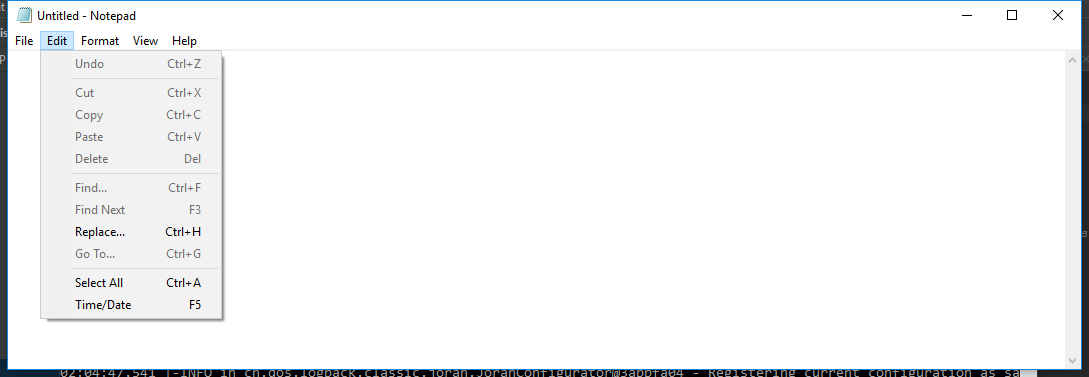 Untitled - Notepad
File Edit Format View Help
Undo Ctrl+Z
Cut Ctrl+X
Copy Ctrl+C
Paste Ctrl+V
Delete Del
Find... Ctrl+F
Find Next F3
Replace... Ctrl+H
Go To... Ctrl+G
Select All Ctrl+A
Time/Date F5
02:04:47.541 |-INFO in ch.qos.logback.classic.joran.JoranConfigurator@3abbfa04 - Registering current configuration as sa